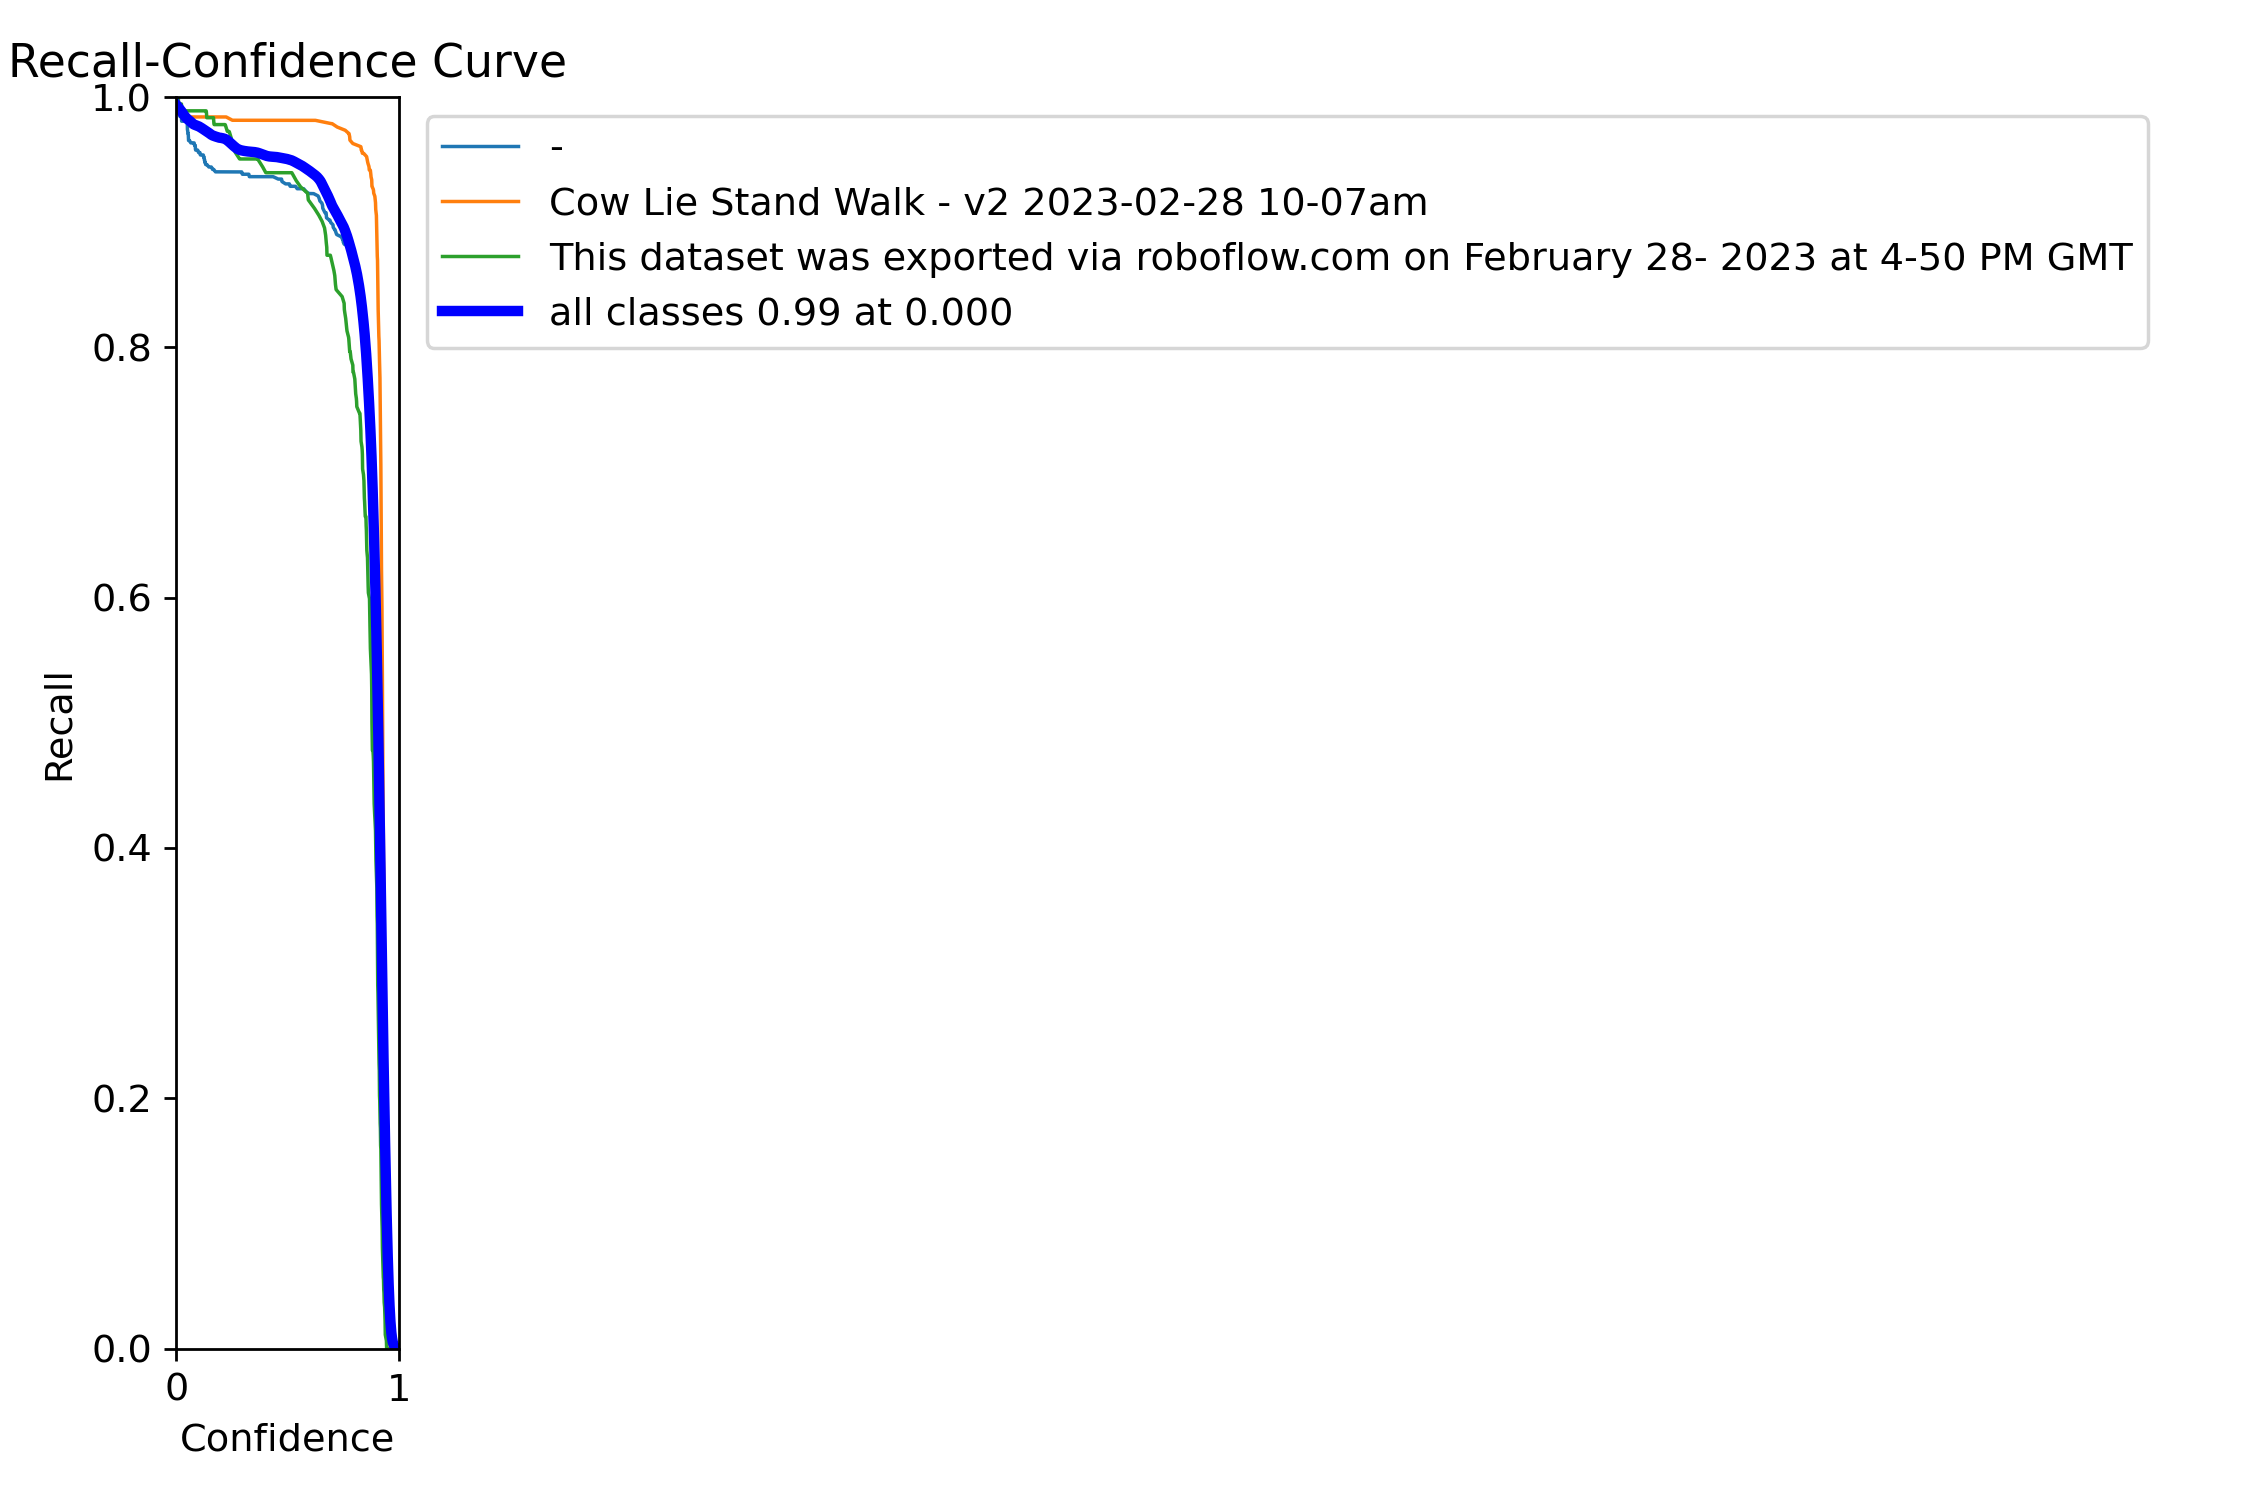 Recall-Confidence Curve
1.0
0.8
0.6
0.4
0.2
0.0
0 1
Recall
Confidence
-
Cow Lie Stand Walk - v2 2023-02-28 10-07am
This dataset was exported via roboflow.com on February 28- 2023 at 4-50 PM GMT
all classes 0.99 at 0.000